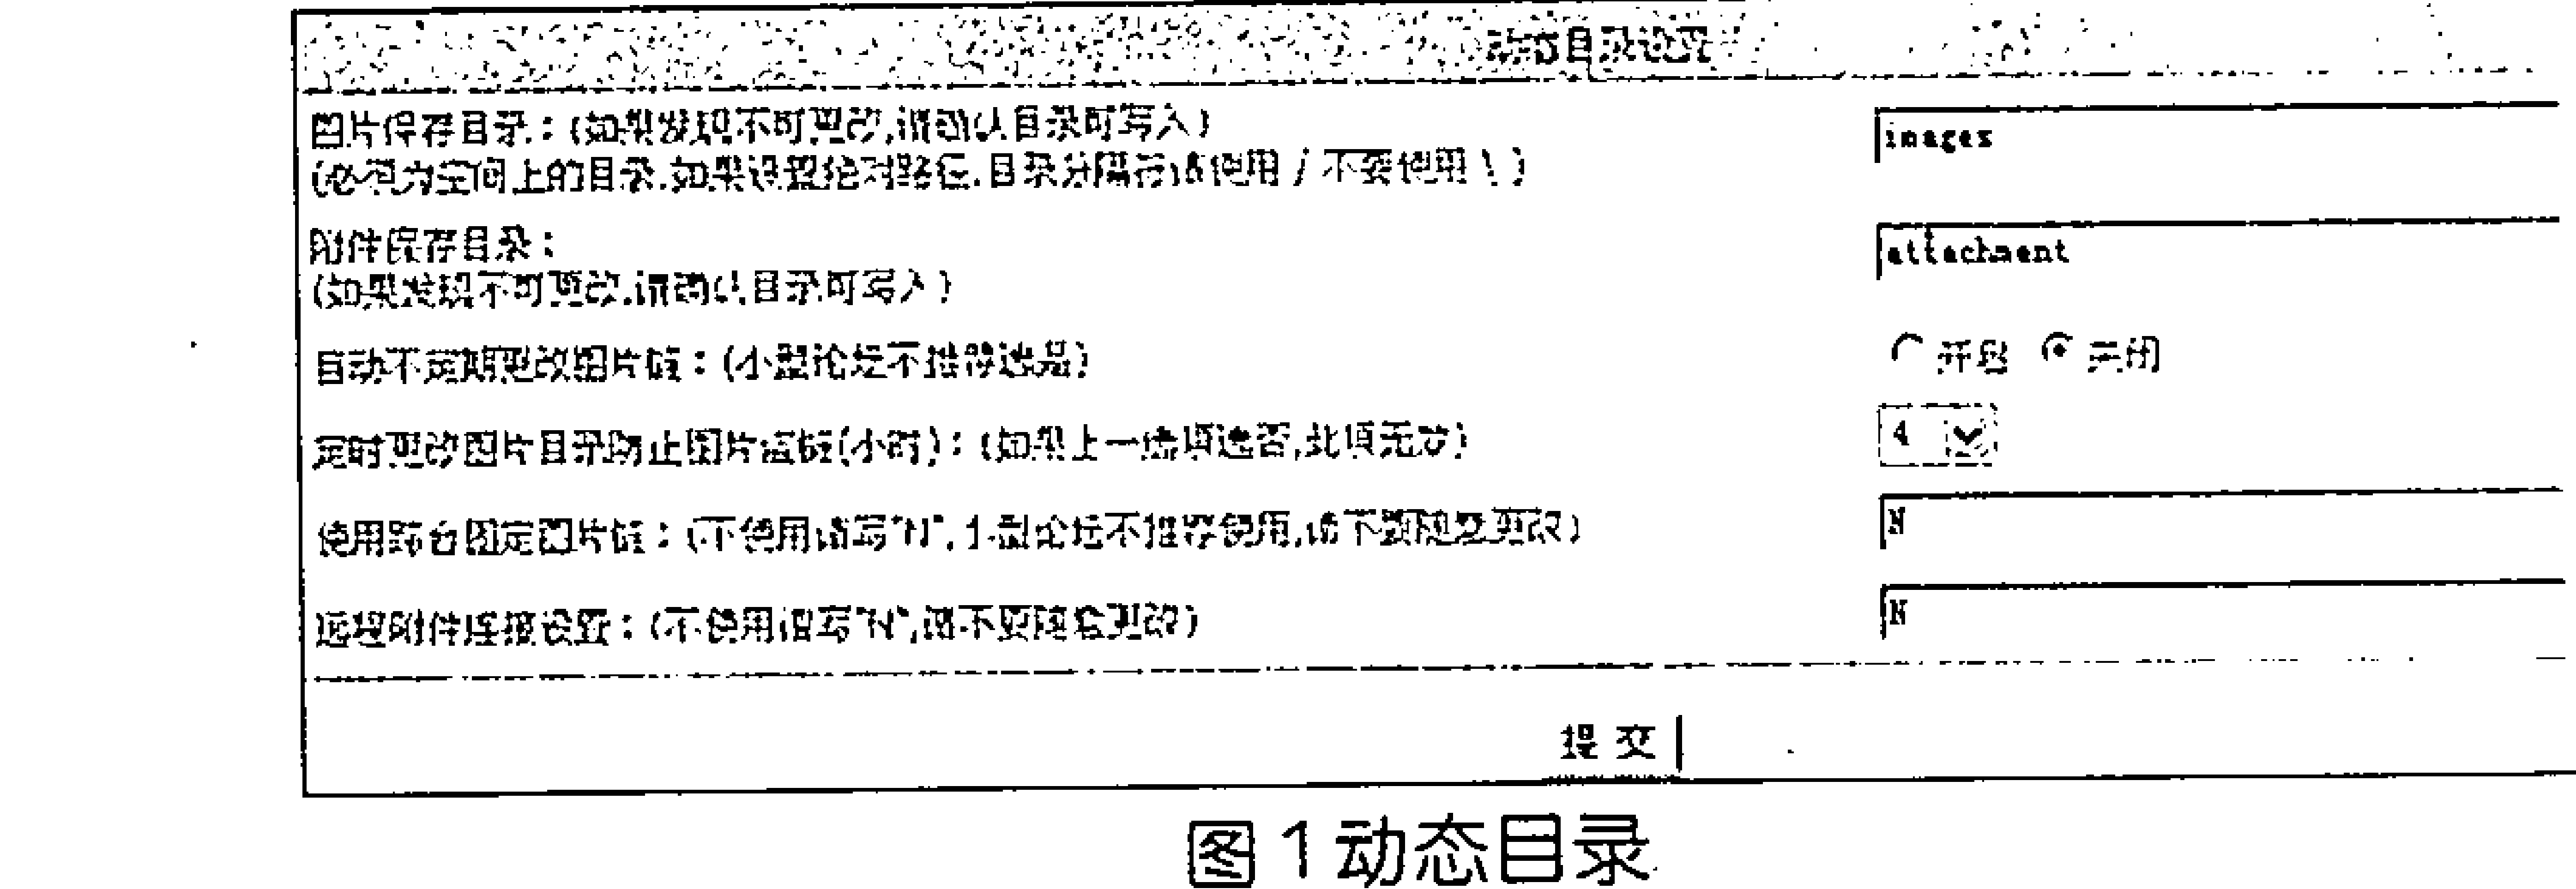 动态目录设置
图片保存目录：(如果发现不可更改,请确认目录可写入)
images
(必须为空间上的目录.如果设置绝对路径.目录分隔符请使用 / 不要使用 \ )
附件保存目录：
attachment
(如果发现不可更改.请确认目录可写入)
自动不定期更改图片链：(小型论坛不推荐选用)
开启 关闭
定时更改图片目录防止图片盗链(小时)：(如果上一选项选否,此项无效)
4
使用跨台固定图片链：(不使用请写"N",小型论坛不推荐使用,请不要随意更改)
N
远程附件连接设置：(不使用请写"N",请不要随意更改)
N
提 交
图 1 动态目录